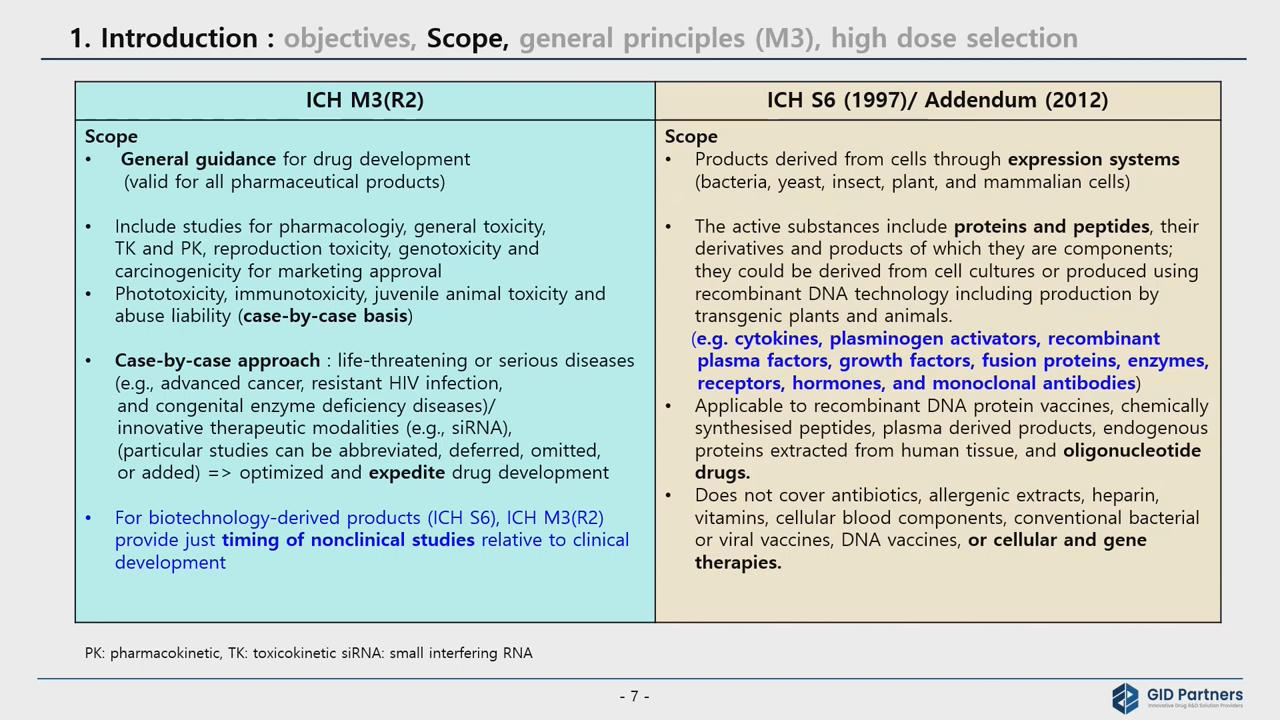 1. Introduction : objectives, Scope, general principles (M3), high dose selection
ICH M3(R2)
Scope
• General guidance for drug development
(valid for all pharmaceutical products)
• Include studies for pharmacologiy, general toxicity,
TK and PK, reproduction toxicity, genotoxicity and
carcinogenicity for marketing approval
• Phototoxicity, immunotoxicity, juvenile animal toxicity and
abuse liability (case-by-case basis)
• Case-by-case approach : life-threatening or serious diseases
(e.g., advanced cancer, resistant HIV infection,
and congenital enzyme deficiency diseases)/
innovative therapeutic modalities (e.g., siRNA),
(particular studies can be abbreviated, deferred, omitted,
or added) => optimized and expedite drug development
• For biotechnology-derived products (ICH S6), ICH M3(R2)
provide just timing of nonclinical studies relative to clinical
development
ICH S6 (1997)/ Addendum (2012)
Scope
• Products derived from cells through expression systems
(bacteria, yeast, insect, plant, and mammalian cells)
• The active substances include proteins and peptides, their
derivatives and products of which they are components;
they could be derived from cell cultures or produced using
recombinant DNA technology including production by
transgenic plants and animals.
(e.g. cytokines, plasminogen activators, recombinant
plasma factors, growth factors, fusion proteins, enzymes,
receptors, hormones, and monoclonal antibodies)
• Applicable to recombinant DNA protein vaccines, chemically
synthesised peptides, plasma derived products, endogenous
proteins extracted from human tissue, and oligonucleotide
drugs.
• Does not cover antibiotics, allergenic extracts, heparin,
vitamins, cellular blood components, conventional bacterial
or viral vaccines, DNA vaccines, or cellular and gene
therapies.
PK: pharmacokinetic, TK: toxicokinetic siRNA: small interfering RNA
- 7 -
GID Partners
Innovative Drug R&D Solution Providers